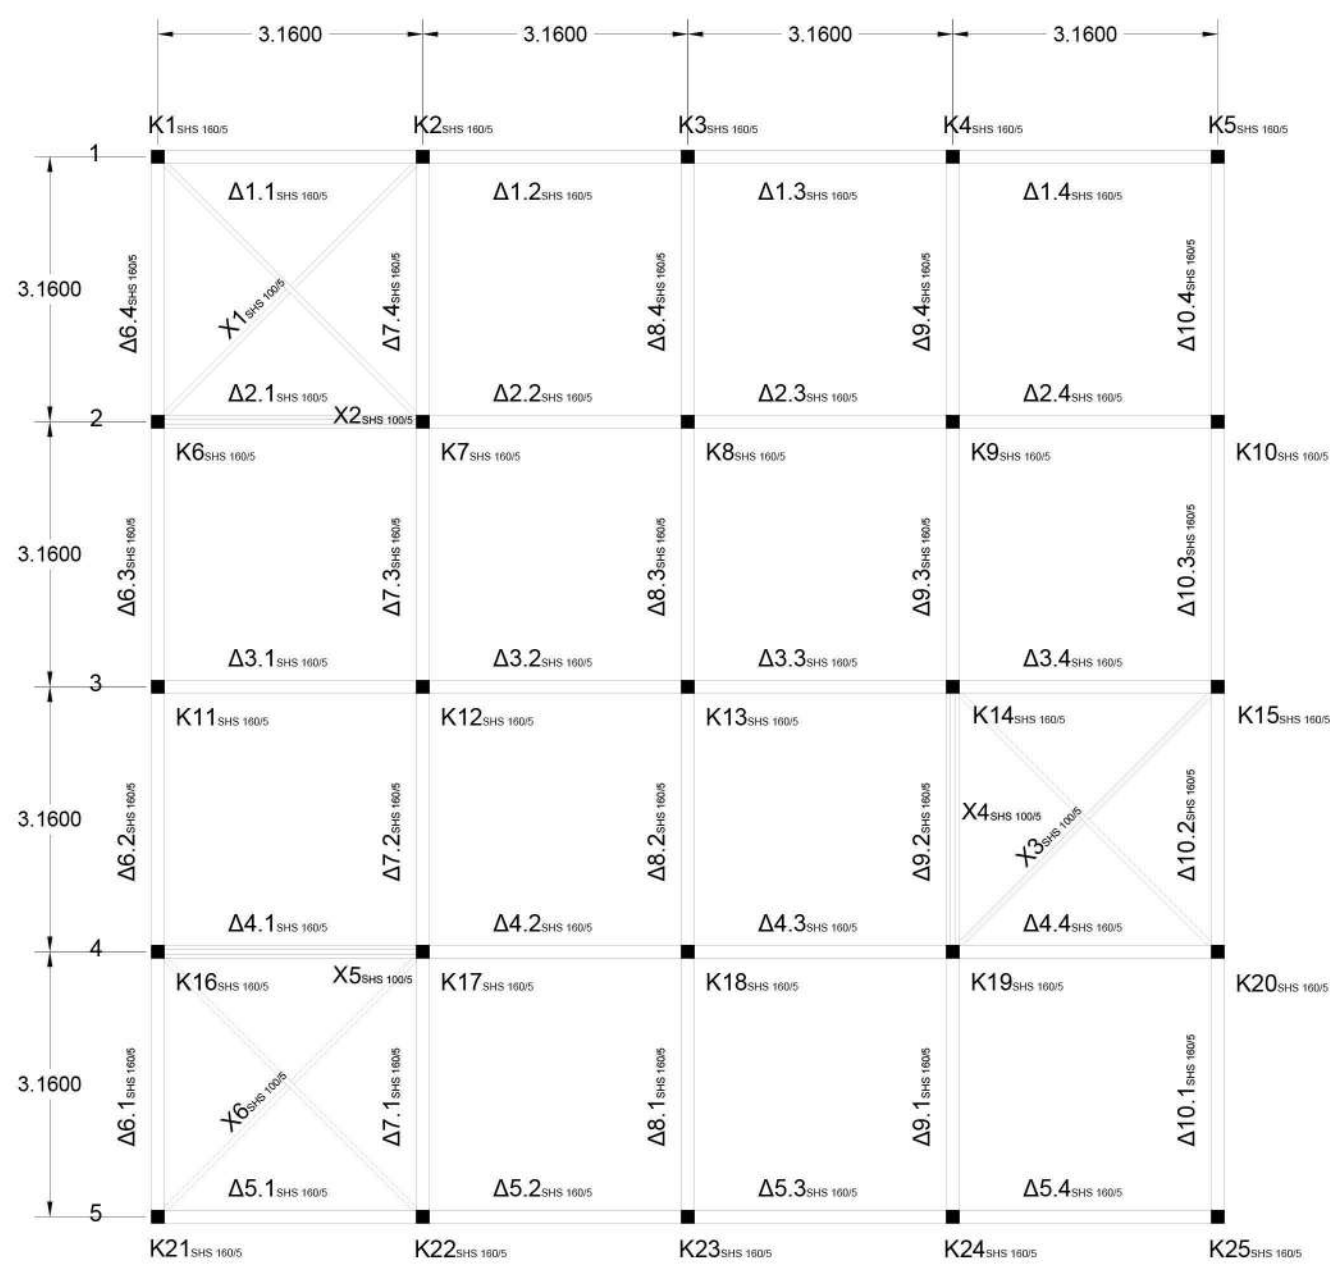 3.1600 3.1600 3.1600 3.1600
K1SHS 160/5 K2SHS 160/5 K3SHS 160/5 K4SHS 160/5 K5SHS 160/5
1
Δ1.1SHS 160/5 Δ1.2SHS 160/5 Δ1.3SHS 160/5 Δ1.4SHS 160/5
3.1600 Δ6.4SHS 160/5 X1SHS 100/5 Δ7.4SHS 160/5 Δ8.4SHS 160/5 Δ9.4SHS 160/5 Δ10.4SHS 160/5
Δ2.1SHS 160/5 Δ2.2SHS 160/5 Δ2.3SHS 160/5 Δ2.4SHS 160/5
2 X2SHS 100/5
K6SHS 160/5 K7SHS 160/5 K8SHS 160/5 K9SHS 160/5 K10SHS 160/5
3.1600 Δ6.3SHS 160/5 Δ7.3SHS 160/5 Δ8.3SHS 160/5 Δ9.3SHS 160/5 Δ10.3SHS 160/5
Δ3.1SHS 160/5 Δ3.2SHS 160/5 Δ3.3SHS 160/5 Δ3.4SHS 160/5
3
K11SHS 160/5 K12SHS 160/5 K13SHS 160/5 K14SHS 160/5 K15SHS 160/5
3.1600 Δ6.2SHS 160/5 Δ7.2SHS 160/5 Δ8.2SHS 160/5 Δ9.2SHS 160/5 X4SHS 100/5 X3SHS 100/5 Δ10.2SHS 160/5
Δ4.1SHS 160/5 Δ4.2SHS 160/5 Δ4.3SHS 160/5 Δ4.4SHS 160/5
4
K16SHS 160/5 X5SHS 100/5 K17SHS 160/5 K18SHS 160/5 K19SHS 160/5 K20SHS 160/5
3.1600 Δ6.1SHS 160/5 X6SHS 100/5 Δ7.1SHS 160/5 Δ8.1SHS 160/5 Δ9.1SHS 160/5 Δ10.1SHS 160/5
Δ5.1SHS 160/5 Δ5.2SHS 160/5 Δ5.3SHS 160/5 Δ5.4SHS 160/5
5
K21SHS 160/5 K22SHS 160/5 K23SHS 160/5 K24SHS 160/5 K25SHS 160/5